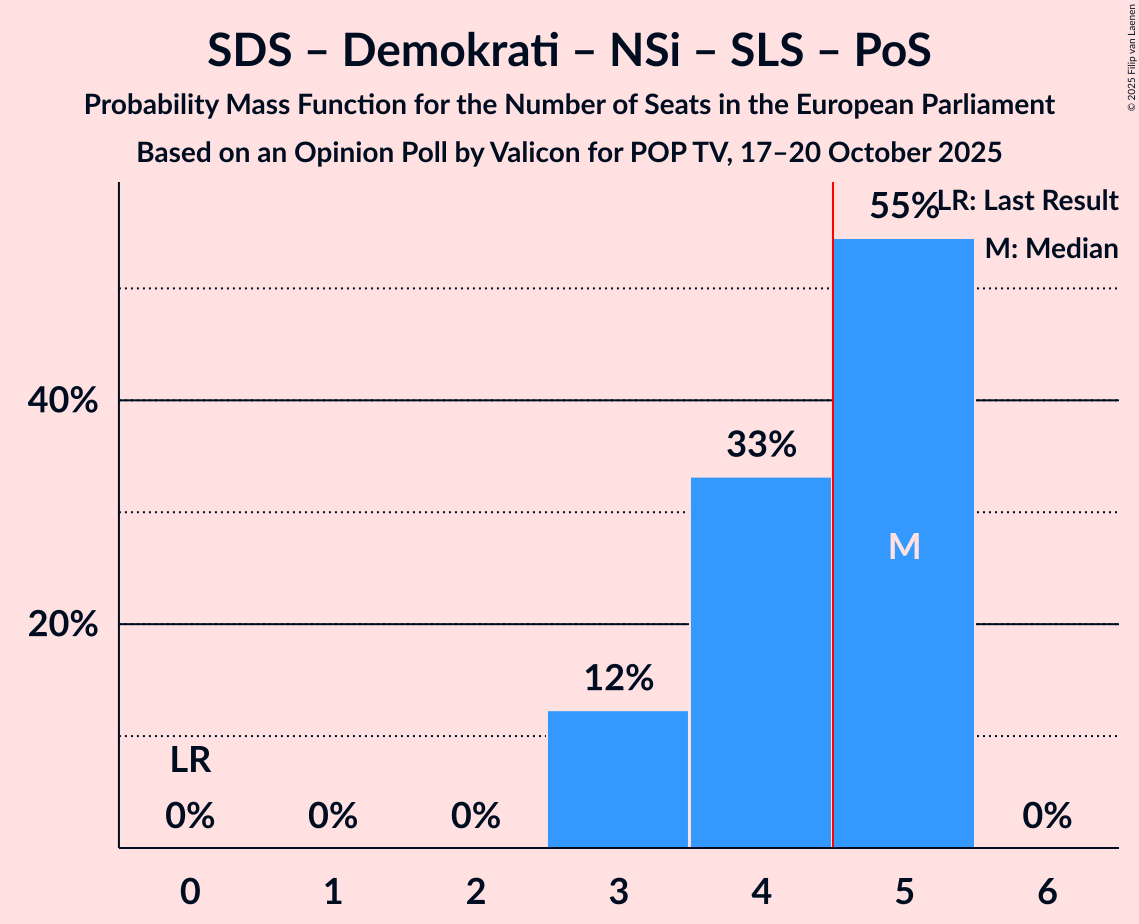 SDS – Demokrati – NSi – SLS – PoS
Probability Mass Function for the Number of Seats in the European Parliament
Based on an Opinion Poll by Valicon for POP TV, 17–20 October 2025
© 2025 Filip van Laenen
LR: Last Result
M: Median
55%
40%
33%
M
20%
12%
LR
0% 0% 0% 0%
0 1 2 3 4 5 6